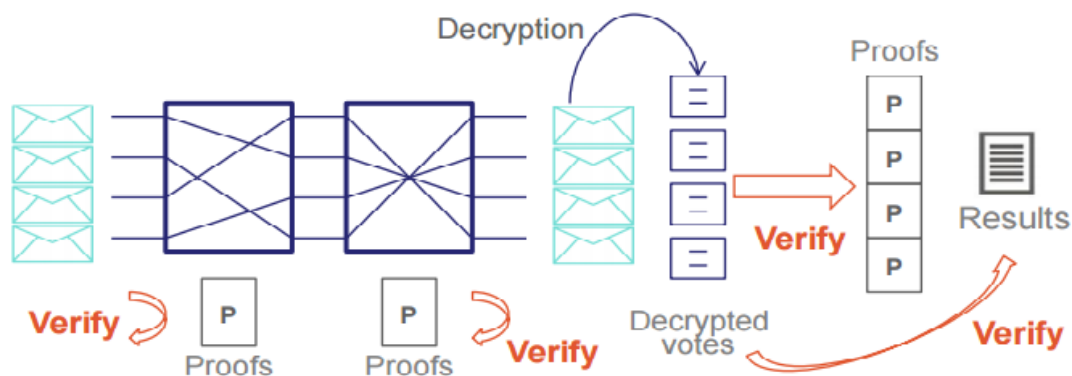 Decryption
Proofs
P
P
P
P
Results
Verify
Verify
P
Proofs
P
Proofs
Verify
Decrypted
votes
Verify